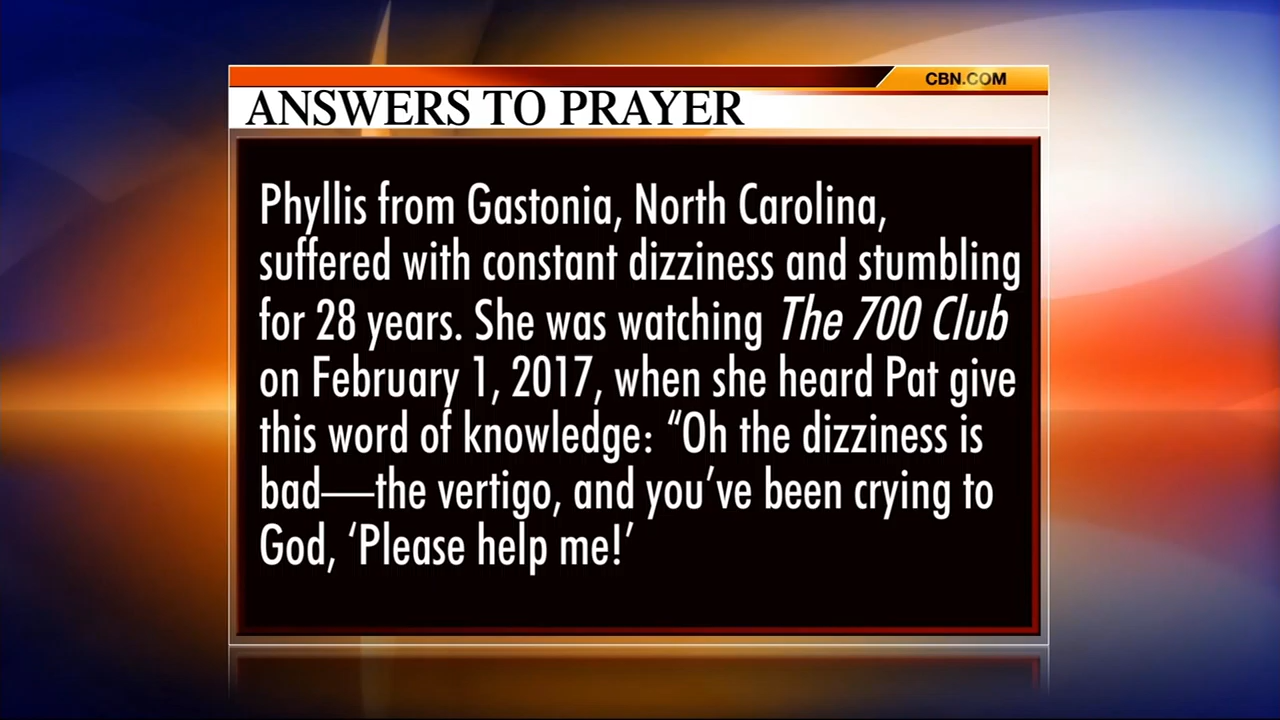 CBN.COM
ANSWERS TO PRAYER
Phyllis from Gastonia, North Carolina,
suffered with constant dizziness and stumbling
for 28 years. She was watching The 700 Club
on February 1, 2017, when she heard Pat give
this word of knowledge: “Oh the dizziness is
bad—the vertigo, and you’ve been crying to
God, ‘Please help me!’